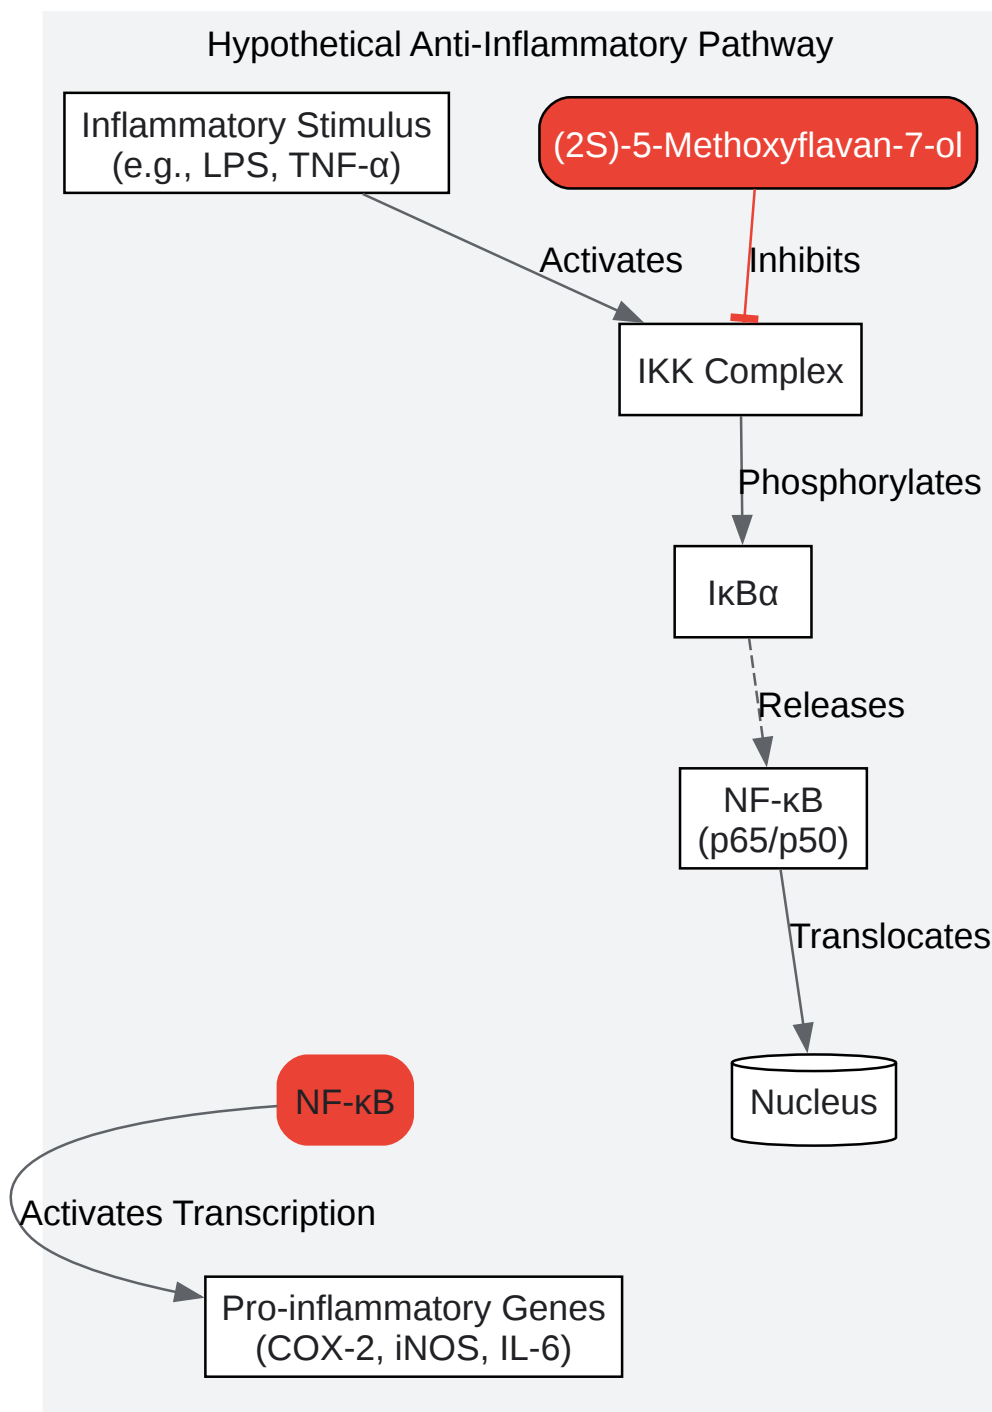 Hypothetical Anti-Inflammatory Pathway
Inflammatory Stimulus
(e.g., LPS, TNF-α)
(2S)-5-Methoxyflavan-7-ol
Activates
Inhibits
IKK Complex
Phosphorylates
IκBα
Releases
NF-κB
(p65/p50)
Translocates
NF-κB
Nucleus
Activates Transcription
Pro-inflammatory Genes
(COX-2, iNOS, IL-6)